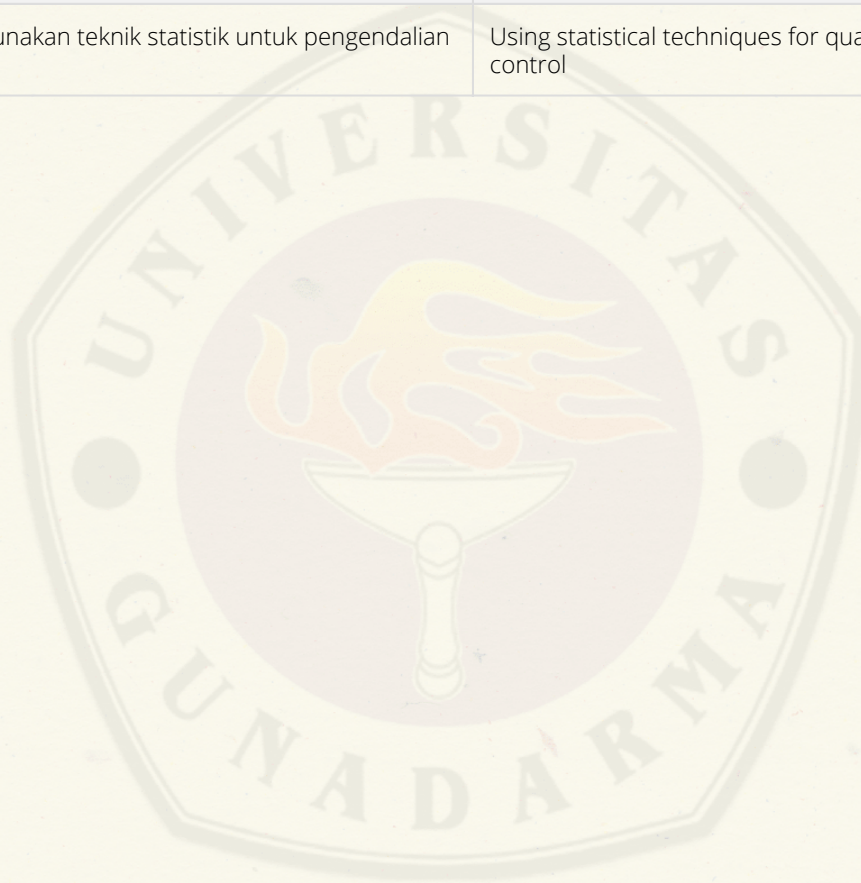 unakan teknik statistik untuk pengendalian
Using statistical techniques for qua
control
UNIVERSITAS
GUNADARMA